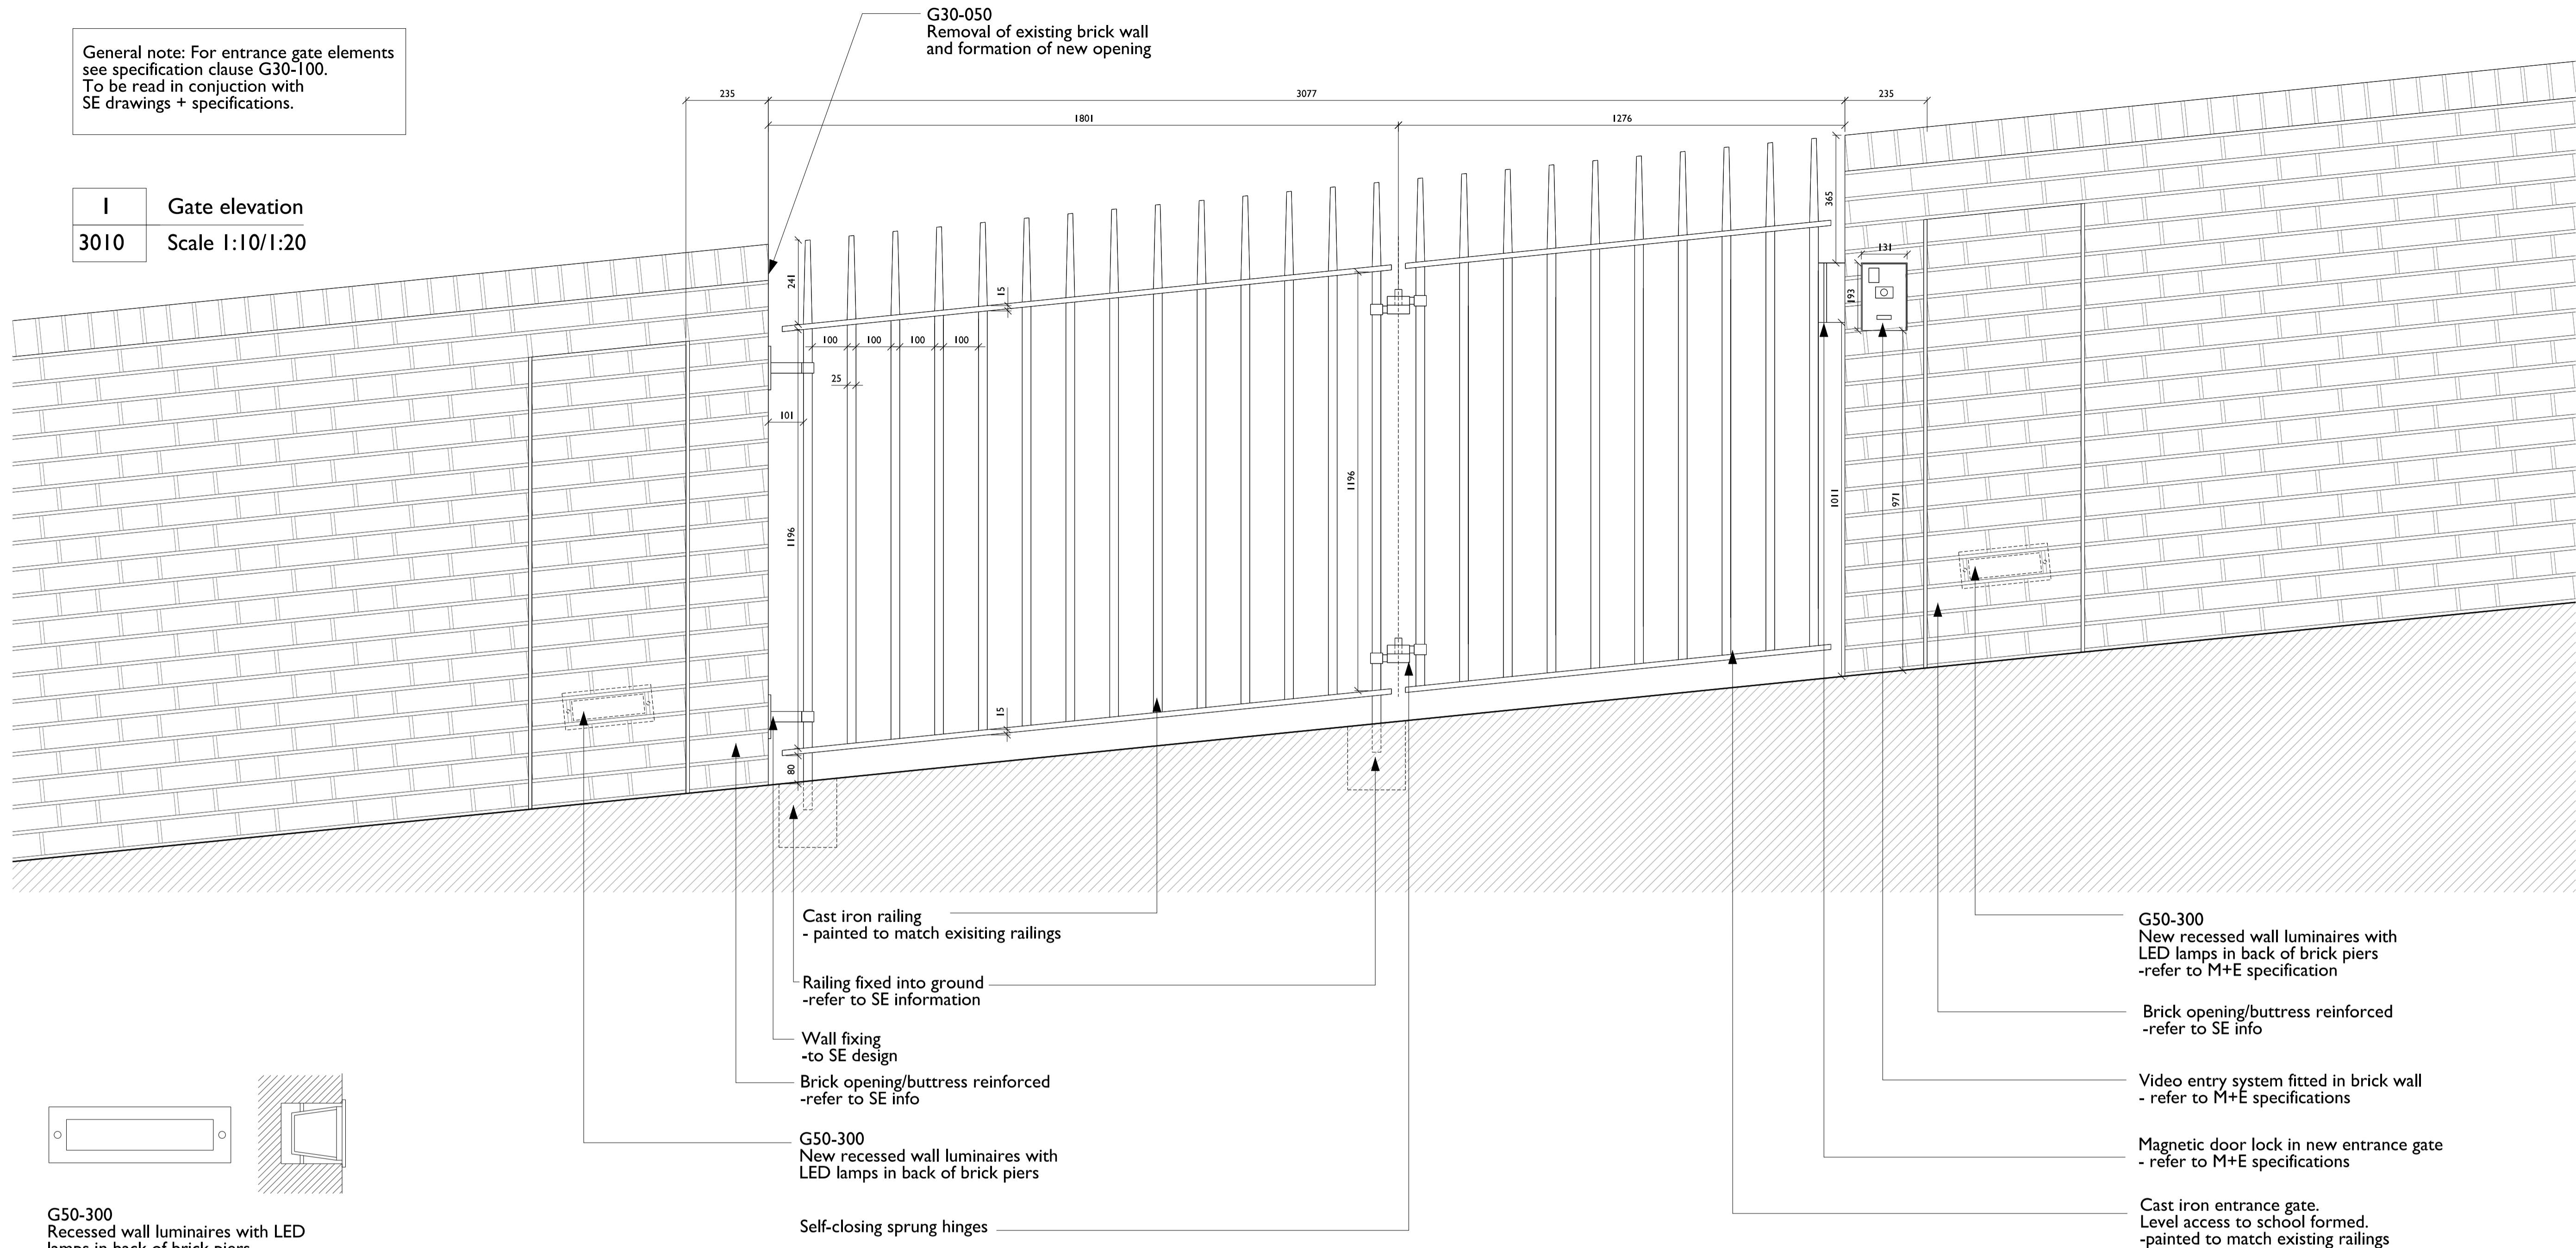 G30-050
Removal of existing brick wall
and formation of new opening
General note: For entrance gate elements
see specification clause G30-100.
To be read in conjuction with
SE drawings + specifications.
1
Gate elevation
3010
Scale 1:10/1:20
235
3077
235
1801
1276
365
131
193
241
15
100
100
100
100
25
101
1196
1196
1011
971
15
80
Cast iron railing
- painted to match exisiting railings
Railing fixed into ground
-refer to SE information
Wall fixing
-to SE design
Brick opening/buttress reinforced
-refer to SE info
G50-300
New recessed wall luminaires with
LED lamps in back of brick piers
Self-closing sprung hinges
G50-300
New recessed wall luminaires with
LED lamps in back of brick piers
-refer to M+E specification
Brick opening/buttress reinforced
-refer to SE info
Video entry system fitted in brick wall
- refer to M+E specifications
Magnetic door lock in new entrance gate
- refer to M+E specifications
Cast iron entrance gate.
Level access to school formed.
-painted to match existing railings
G50-300
Recessed wall luminaires with LED
lamps in back of brick piers